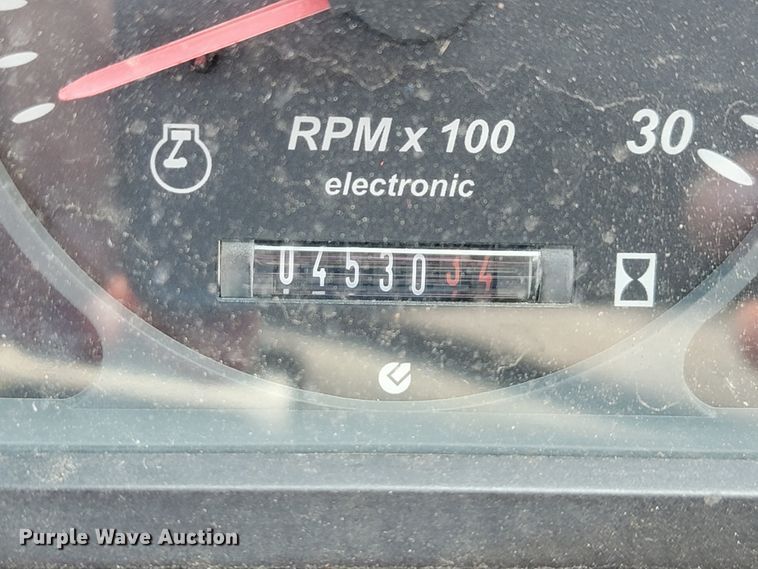 RPM x 100
30
electronic
0453034
Purple Wave Auction